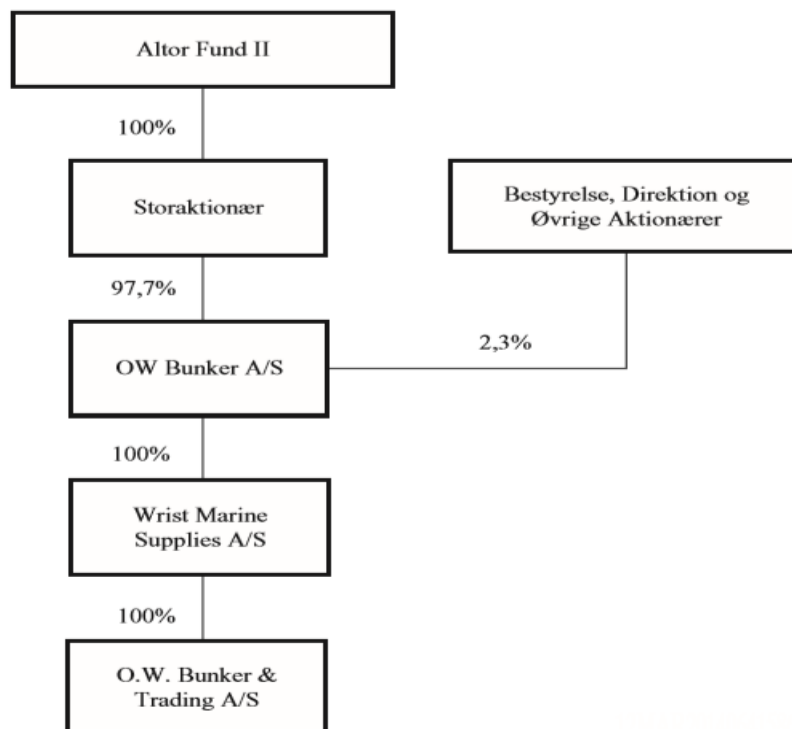 Altor Fund II
100%
Storaktionær
Bestyrelse, Direktion og
Øvrige Aktionærer
97,7%
2,3%
OW Bunker A/S
100%
Wrist Marine
Supplies A/S
100%
O.W. Bunker &
Trading A/S